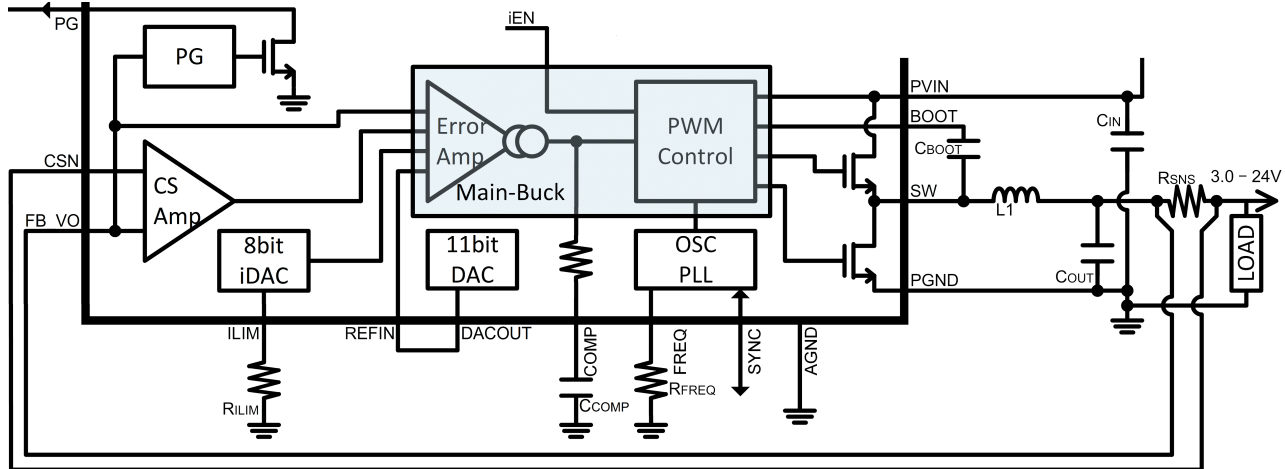 iEN
PG
PG
PVIN
BOOT
CIN
Error
Amp
PWM
Control
CBOOT
CSN
CS
Amp
Main-Buck
RSNS
3.0 – 24V
SW
L1
FB_VO
8bit
iDAC
11bit
DAC
OSC
PLL
LOAD
COUT
PGND
ILIM
REFIN
DACOUT
COMP
FREQ
SYNC
AGND
RILIM
CCOMP
RFREQ